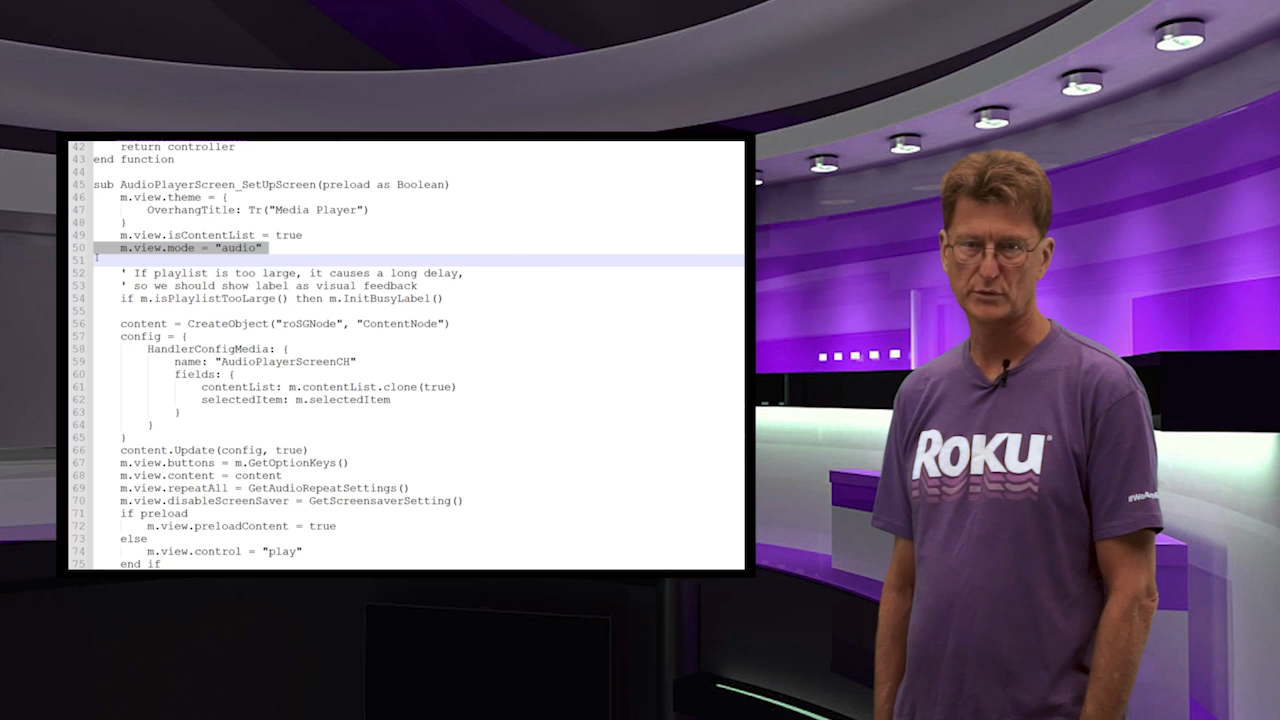 42 return controller
43 end function
44
45 sub AudioPlayerScreen_SetUpScreen(preload as Boolean)
46 m.view.theme = {
47 OverhangTitle: Tr("Media Player")
48 }
49 m.view.isContentList = true
50 m.view.mode = "audio"
51
52 ' If playlist is too large, it causes a long delay,
53 ' so we should show label as visual feedback
54 if m.isPlaylistTooLarge() then m.InitBusyLabel()
55
56 content = CreateObject("roSGNode", "ContentNode")
57 config = {
58 HandlerConfigMedia: {
59 name: "AudioPlayerScreenCH"
60 fields: {
61 contentList: m.contentList.clone(true)
62 selectedItem: m.selectedItem
63 }
64 }
65 }
66 content.Update(config, true)
67 m.view.buttons = m.GetOptionKeys()
68 m.view.content = content
69 m.view.repeatAll = GetAudioRepeatSettings()
70 m.view.disableScreenSaver = GetScreensaverSetting()
71 if preload
72 m.view.preloadContent = true
73 else
74 m.view.control = "play"
75 end if
ROKU